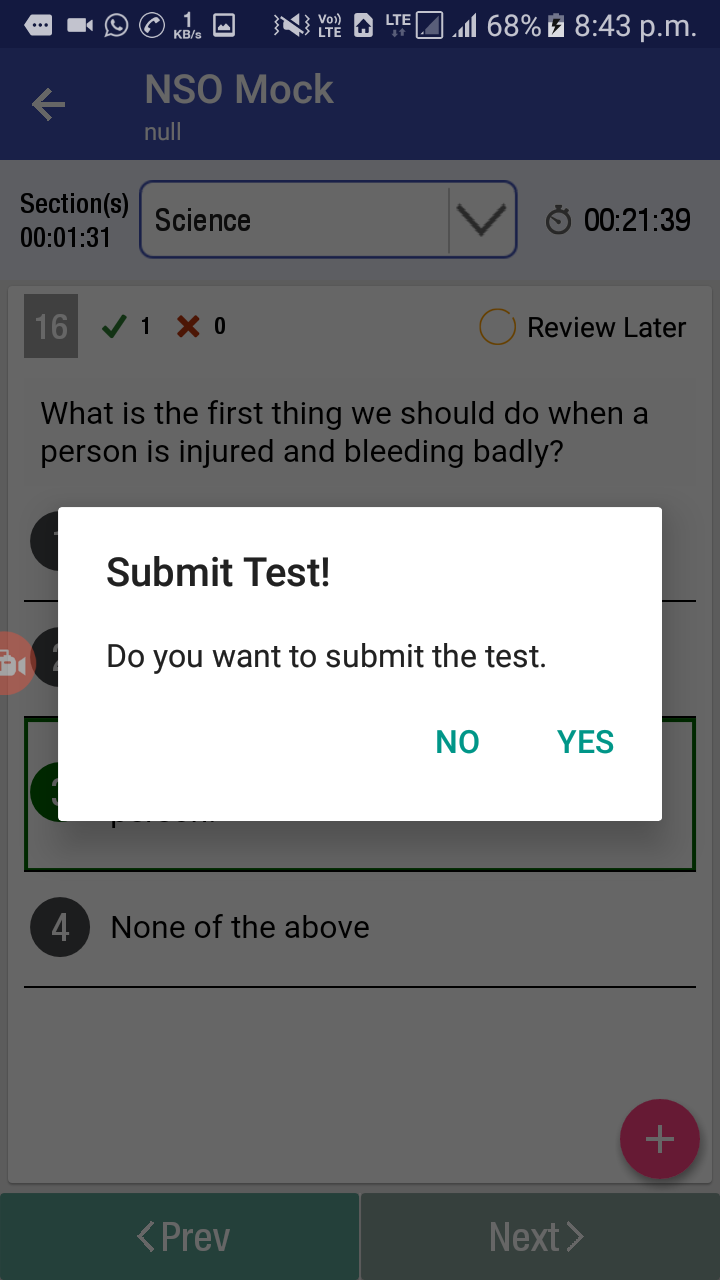 1 KB/s Vo)) LTE LTE 68% 8:43 p.m.
NSO Mock
null
Section(s)
00:01:31
Science
00:21:39
16 1 0 Review Later
What is the first thing we should do when a
person is injured and bleeding badly?
Submit Test!
Do you want to submit the test.
NO YES
4 None of the above
Prev Next